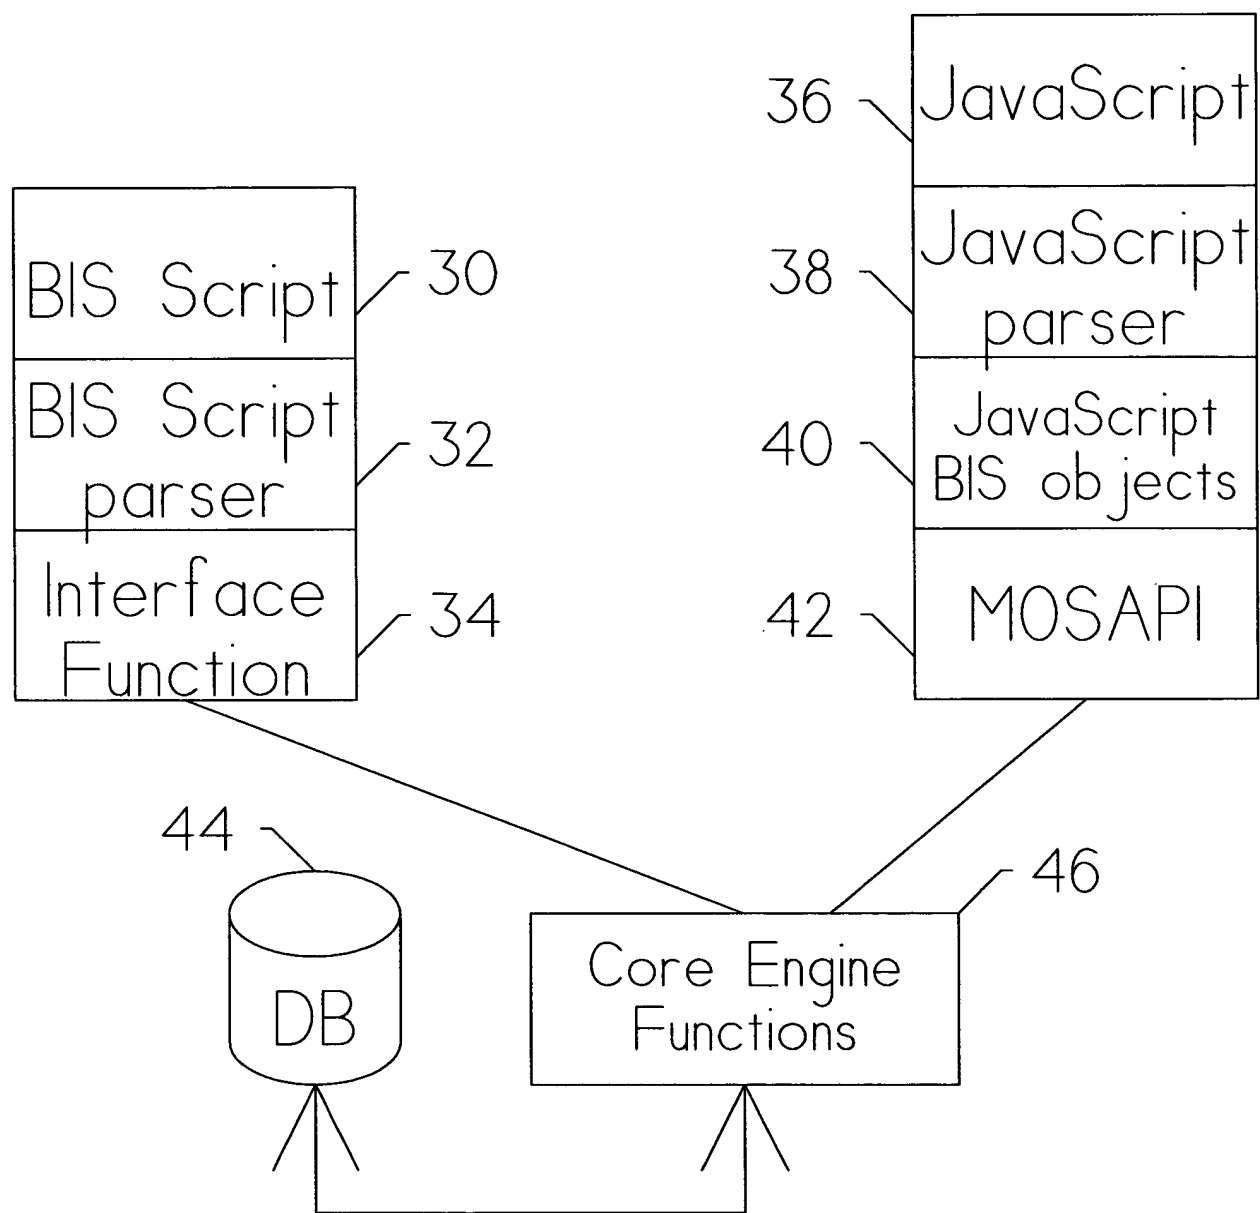 36
JavaScript
38
JavaScript
parser
40
JavaScript
BIS objects
42
MOSAPI
BIS Script
30
BIS Script
parser
32
Interface
Function
34
44
DB
46
Core Engine
Functions